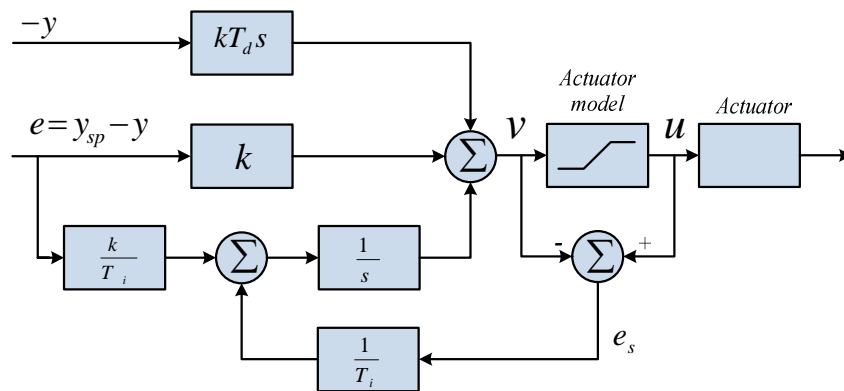 −y
kT_d s
Actuator model
Actuator
e = y_sp − y
k
Σ
v
u
k/T_i
Σ
1/s
-
Σ
+
1/T_i
e_s